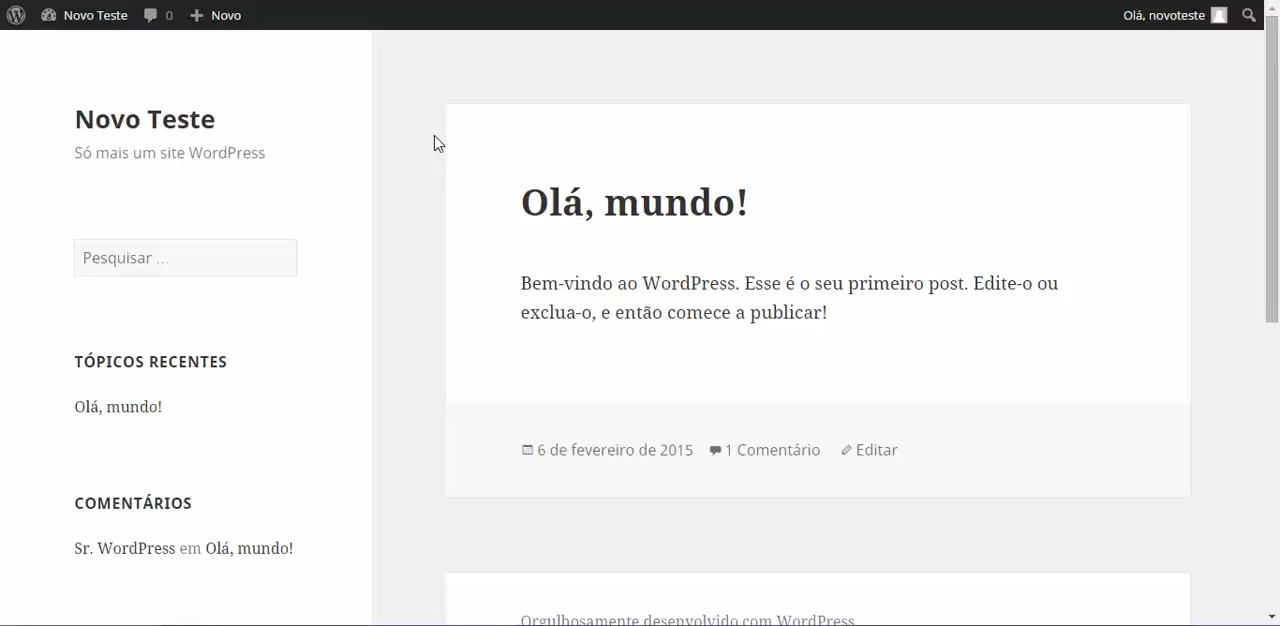 Novo Teste 0 Novo Olá, novoteste
Novo Teste
Só mais um site WordPress
Pesquisar …
TÓPICOS RECENTES
Olá, mundo!
COMENTÁRIOS
Sr. WordPress em Olá, mundo!
Olá, mundo!
Bem-vindo ao WordPress. Esse é o seu primeiro post. Edite-o ou
exclua-o, e então comece a publicar!
6 de fevereiro de 2015 1 Comentário Editar
Orgulhosamente desenvolvido com WordPress